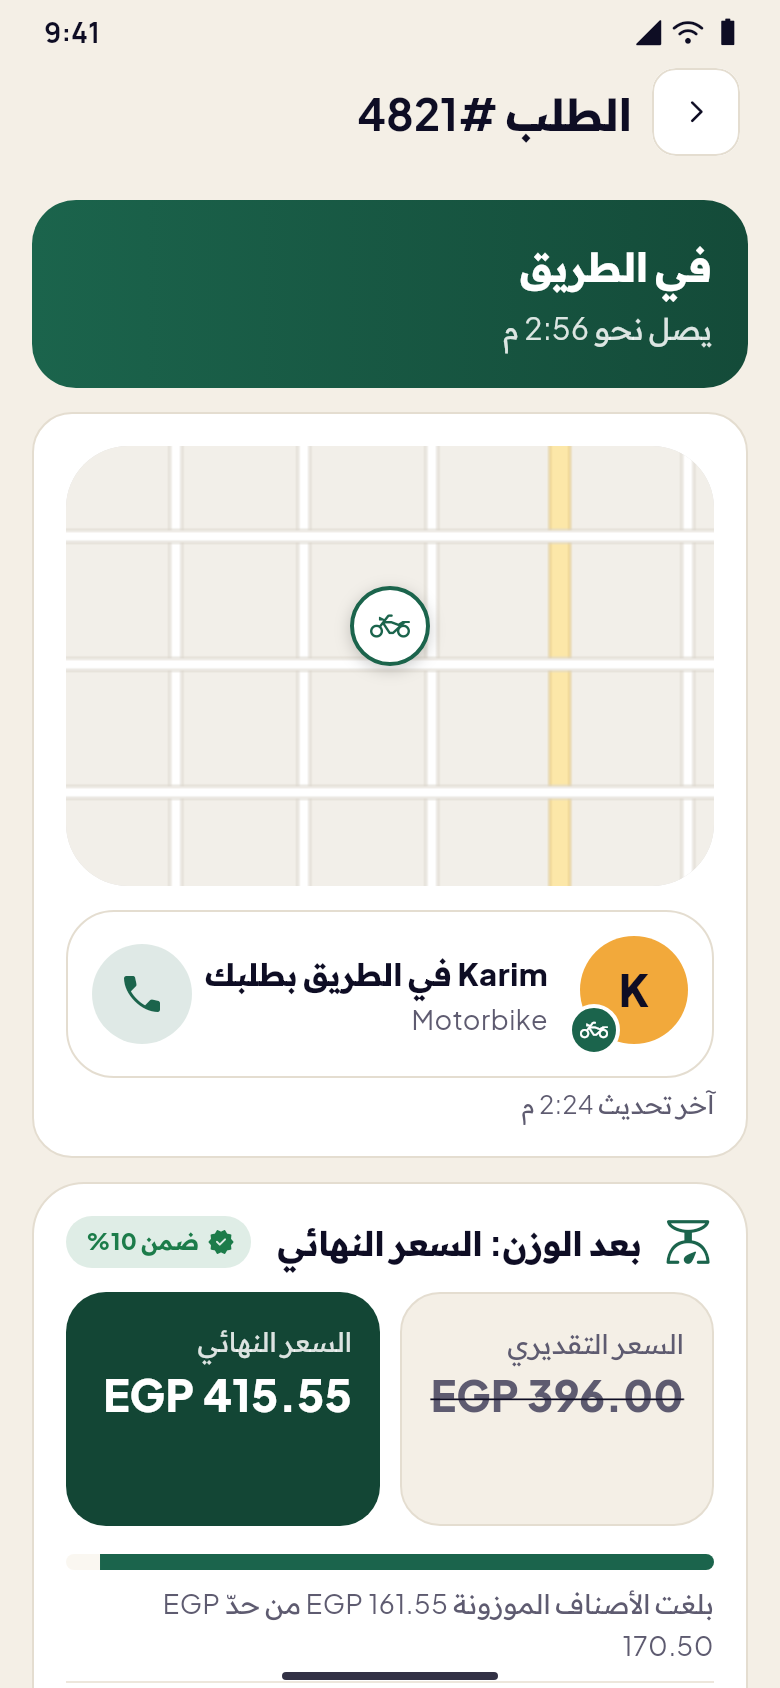 9:41
الطلب #4821
في الطريق
يصل نحو 2:56 م
K
Karim في الطريق بطلبك
Motorbike
آخر تحديث 2:24 م
بعد الوزن: السعر النهائي
ضمن 10%
السعر التقديري
EGP 396.00
السعر النهائي
EGP 415.55
بلغت الأصناف الموزونة EGP 161.55 من حدّ EGP
170.50